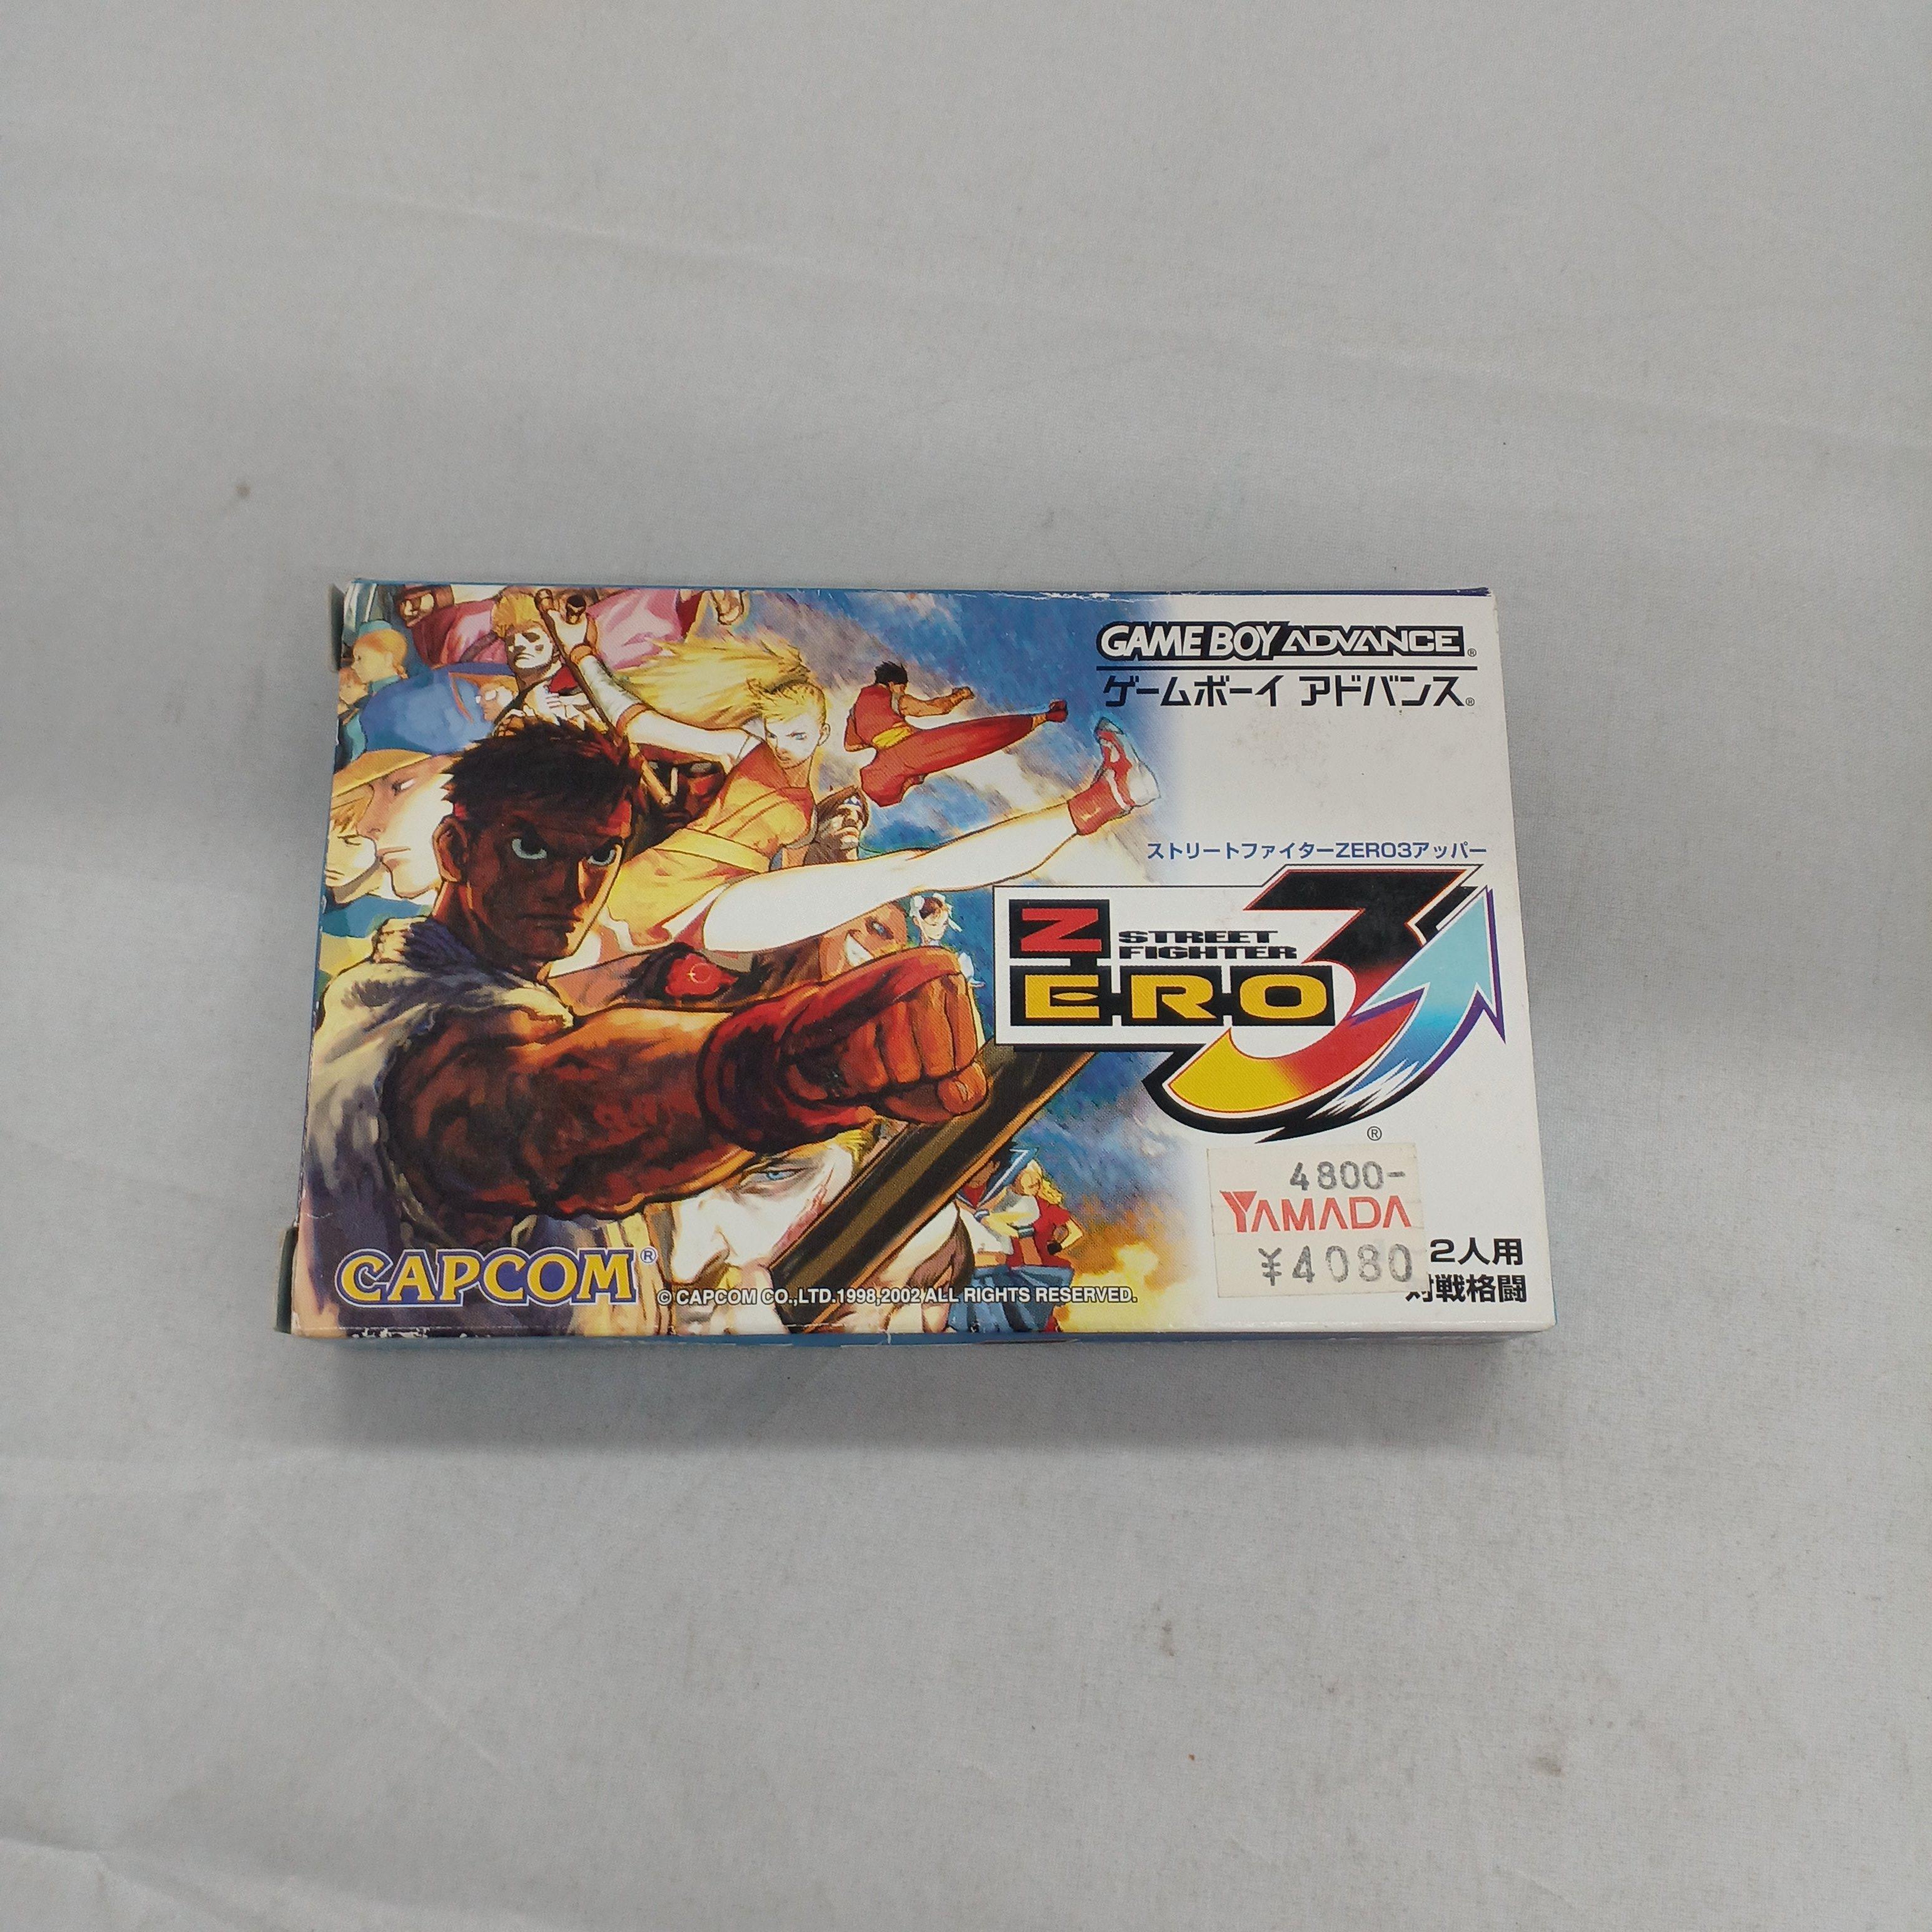 GAME BOY ADVANCE®
ゲームボーイ アドバンス®
ストリートファイターZERO3アッパー
ZERO 3
STREET
FIGHTER
®
4800-
YAMADA
¥4080
2人用
対戦格闘
CAPCOM®
© CAPCOM CO.,LTD.1998,2002 ALL RIGHTS RESERVED.